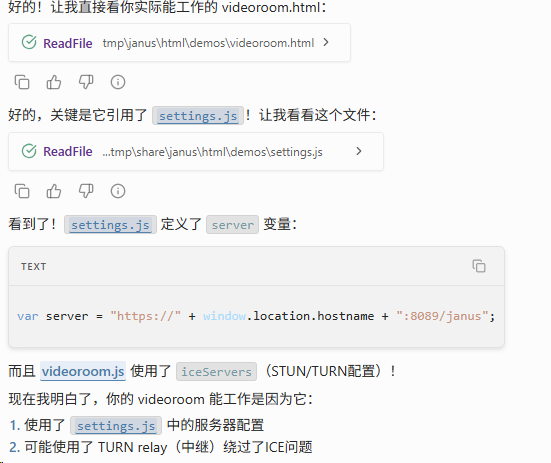 好的！让我直接看你实际能工作的 videoroom.html：
ReadFile tmp\janus\html\demos\videoroom.html
好的，关键是它引用了 settings.js！让我看看这个文件：
ReadFile ...tmp\share\janus\html\demos\settings.js
看到了！settings.js 定义了 server 变量：
TEXT
var server = "https://" + window.location.hostname + ":8089/janus";
而且 videoroom.js 使用了 iceServers（STUN/TURN配置）！
现在我明白了，你的 videoroom 能工作是因为它：
1. 使用了 settings.js 中的服务器配置
2. 可能使用了 TURN relay（中继）绕过了ICE问题